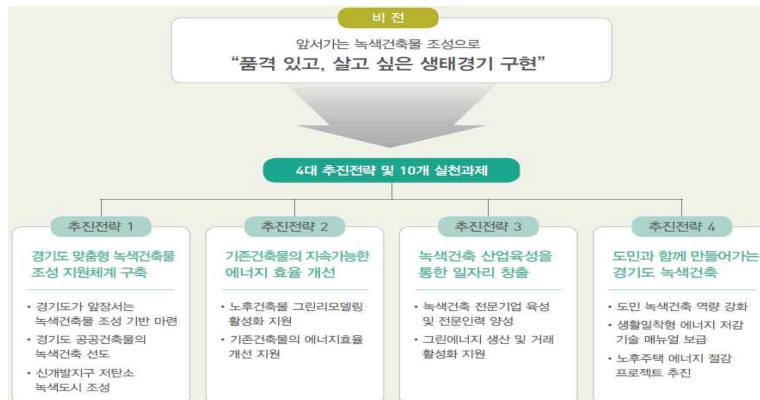 비 전
앞서가는 녹색건축물 조성으로
“품격 있고, 살고 싶은 생태경기 구현”
4대 추진전략 및 10개 실천과제
추진전략 1
경기도 맞춤형 녹색건축물
조성 지원체계 구축
• 경기도가 앞장서는
녹색건축물 조성 기반 마련
• 경기도 공공건축물의
녹색건축 선도
• 신개발지구 저탄소
녹색도시 조성
추진전략 2
기존건축물의 지속가능한
에너지 효율 개선
• 노후건축물 그린리모델링
활성화 지원
• 기존건축물의 에너지효율
개선 지원
추진전략 3
녹색건축 산업육성을
통한 일자리 창출
• 녹색건축 전문기업 육성
및 전문인력 양성
• 그린에너지 생산 및 거래
활성화 지원
추진전략 4
도민과 함께 만들어가는
경기도 녹색건축
• 도민 녹색건축 역량 강화
• 생활밀착형 에너지 저감
기술 매뉴얼 보급
• 노후주택 에너지 절감
프로젝트 추진